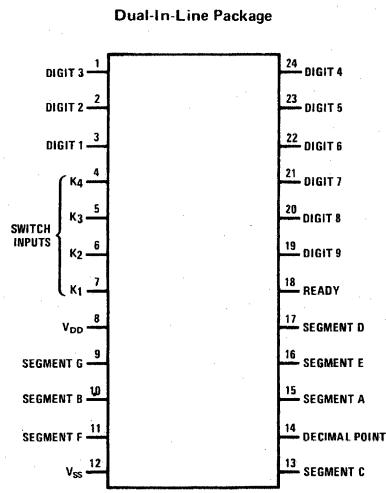 Dual-In-Line Package
DIGIT 3 1
DIGIT 2 2
DIGIT 1 3
K4 4
K3 5
SWITCH INPUTS
K2 6
K1 7
VDD 8
SEGMENT G 9
SEGMENT B 10
SEGMENT F 11
VSS 12
24 DIGIT 4
23 DIGIT 5
22 DIGIT 6
21 DIGIT 7
20 DIGIT 8
19 DIGIT 9
18 READY
17 SEGMENT D
16 SEGMENT E
15 SEGMENT A
14 DECIMAL POINT
13 SEGMENT C